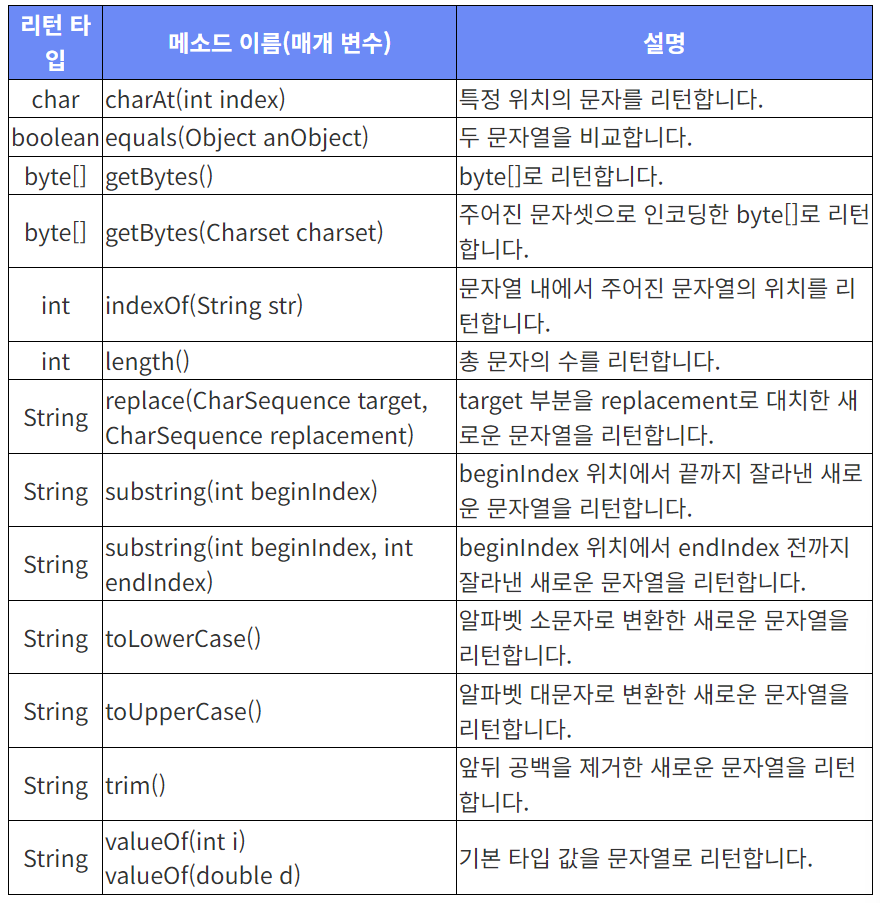 리턴 타
입
메소드 이름(매개 변수)
설명
char
charAt(int index)
특정 위치의 문자를 리턴합니다.
boolean
equals(Object anObject)
두 문자열을 비교합니다.
byte[]
getBytes()
byte[]로 리턴합니다.
byte[]
getBytes(Charset charset)
주어진 문자셋으로 인코딩한 byte[]로 리턴
합니다.
int
indexOf(String str)
문자열 내에서 주어진 문자열의 위치를 리
턴합니다.
int
length()
총 문자의 수를 리턴합니다.
String
replace(CharSequence target,
CharSequence replacement)
target 부분을 replacement로 대치한 새
로운 문자열을 리턴합니다.
String
substring(int beginIndex)
beginIndex 위치에서 끝까지 잘라낸 새로
운 문자열을 리턴합니다.
String
substring(int beginIndex, int
endIndex)
beginIndex 위치에서 endIndex 전까지
잘라낸 새로운 문자열을 리턴합니다.
String
toLowerCase()
알파벳 소문자로 변환한 새로운 문자열을
리턴합니다.
String
toUpperCase()
알파벳 대문자로 변환한 새로운 문자열을
리턴합니다.
String
trim()
앞뒤 공백을 제거한 새로운 문자열을 리턴
합니다.
String
valueOf(int i)
valueOf(double d)
기본 타입 값을 문자열로 리턴합니다.